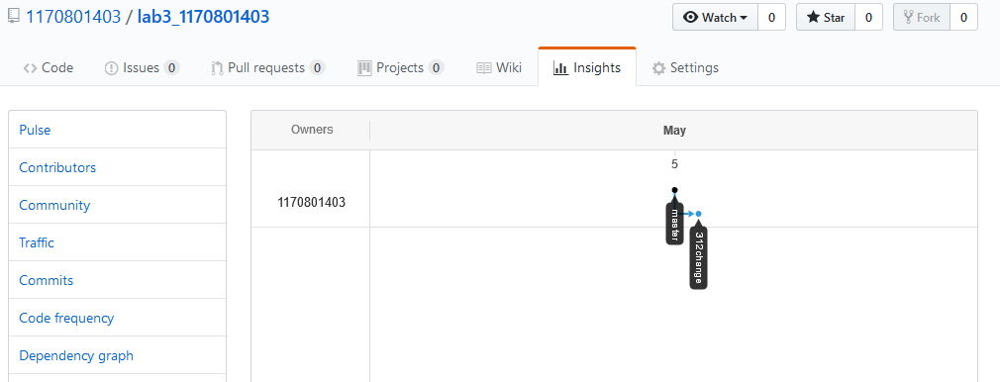 1170801403 / lab3_1170801403
Watch 0 Star 0 Fork 0
Code Issues 0 Pull requests 0 Projects 0 Wiki Insights Settings
Pulse
Contributors
Community
Traffic
Commits
Code frequency
Dependency graph
Owners May
5
1170801403
master
312change